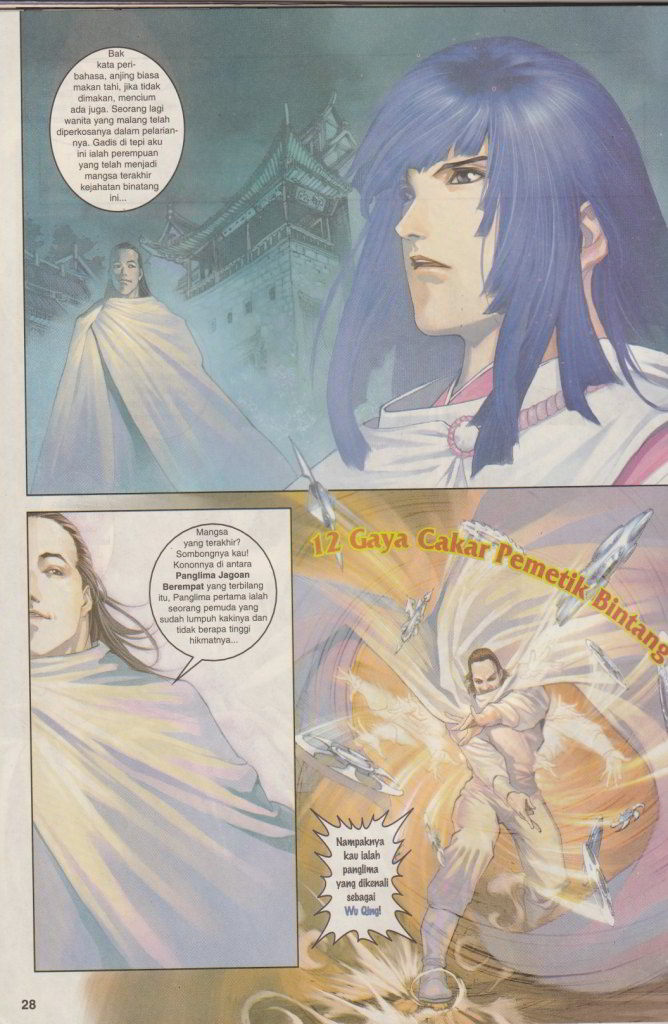 Bak
kata peri-
bahasa, anjing biasa
makan tahi, jika tidak
dimakan, mencium
ada juga. Seorang lagi
wanita yang malang telah
diperkosanya dalam pelarian-
nya. Gadis di tepi aku
ini ialah perempuan
yang telah menjadi
mangsa terakhir
kejahatan binatang
ini...
Mangsa
yang terakhir?
Sombongnya kau!
Kononnya di antara
Panglima Jagoan
Berempat yang terbilang
itu, Panglima pertama ialah
seorang pemuda yang
sudah lumpuh kakinya dan
tidak berapa tinggi
hikmatnya...
12 Gaya Cakar Pemetik Bintang
Nampaknya
kau ialah
panglima
yang dikenali
sebagai
Wu Qing!
28